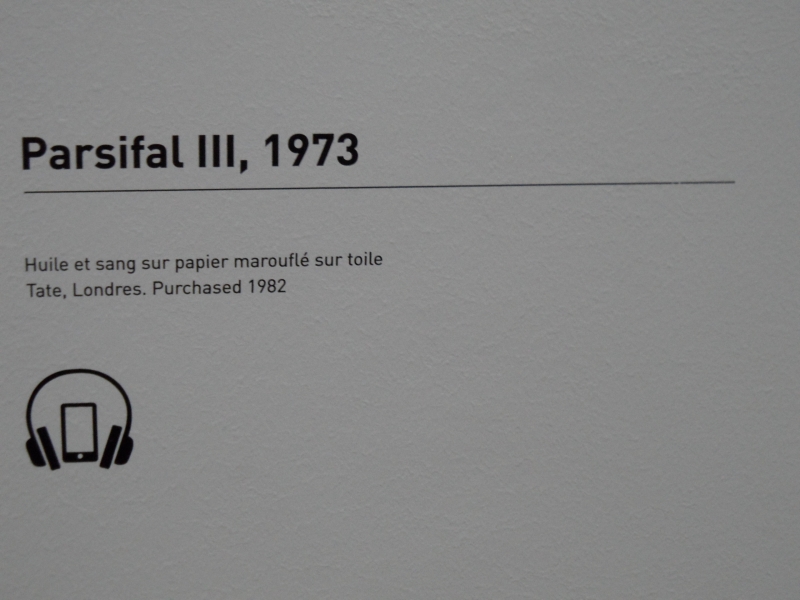 Parsifal III, 1973
Huile et sang sur papier marouflé sur toile
Tate, Londres. Purchased 1982